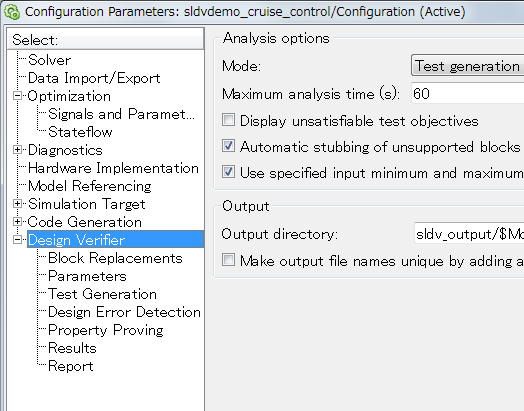 Configuration Parameters: sldvdemo_cruise_control/Configuration (Active)
Select:
Solver
Data Import/Export
Optimization
Signals and Paramet...
Stateflow
Diagnostics
Hardware Implementation
Model Referencing
Simulation Target
Code Generation
Design Verifier
Block Replacements
Parameters
Test Generation
Design Error Detection
Property Proving
Results
Report
Analysis options
Mode: Test generation
Maximum analysis time (s): 60
Display unsatisfiable test objectives
Automatic stubbing of unsupported blocks
Use specified input minimum and maximum
Output
Output directory: sldv_output/$Mo
Make output file names unique by adding a